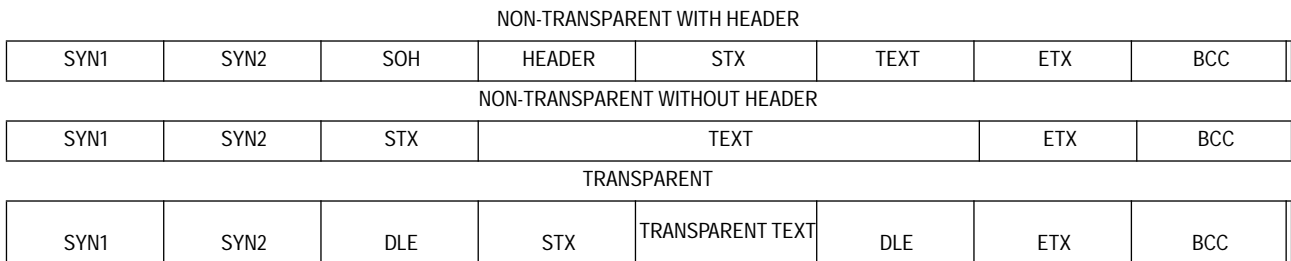 NON-TRANSPARENT WITH HEADER
SYN1 SYN2 SOH HEADER STX TEXT ETX BCC
NON-TRANSPARENT WITHOUT HEADER
SYN1 SYN2 STX TEXT ETX BCC
TRANSPARENT
SYN1 SYN2 DLE STX TRANSPARENT TEXT DLE ETX BCC